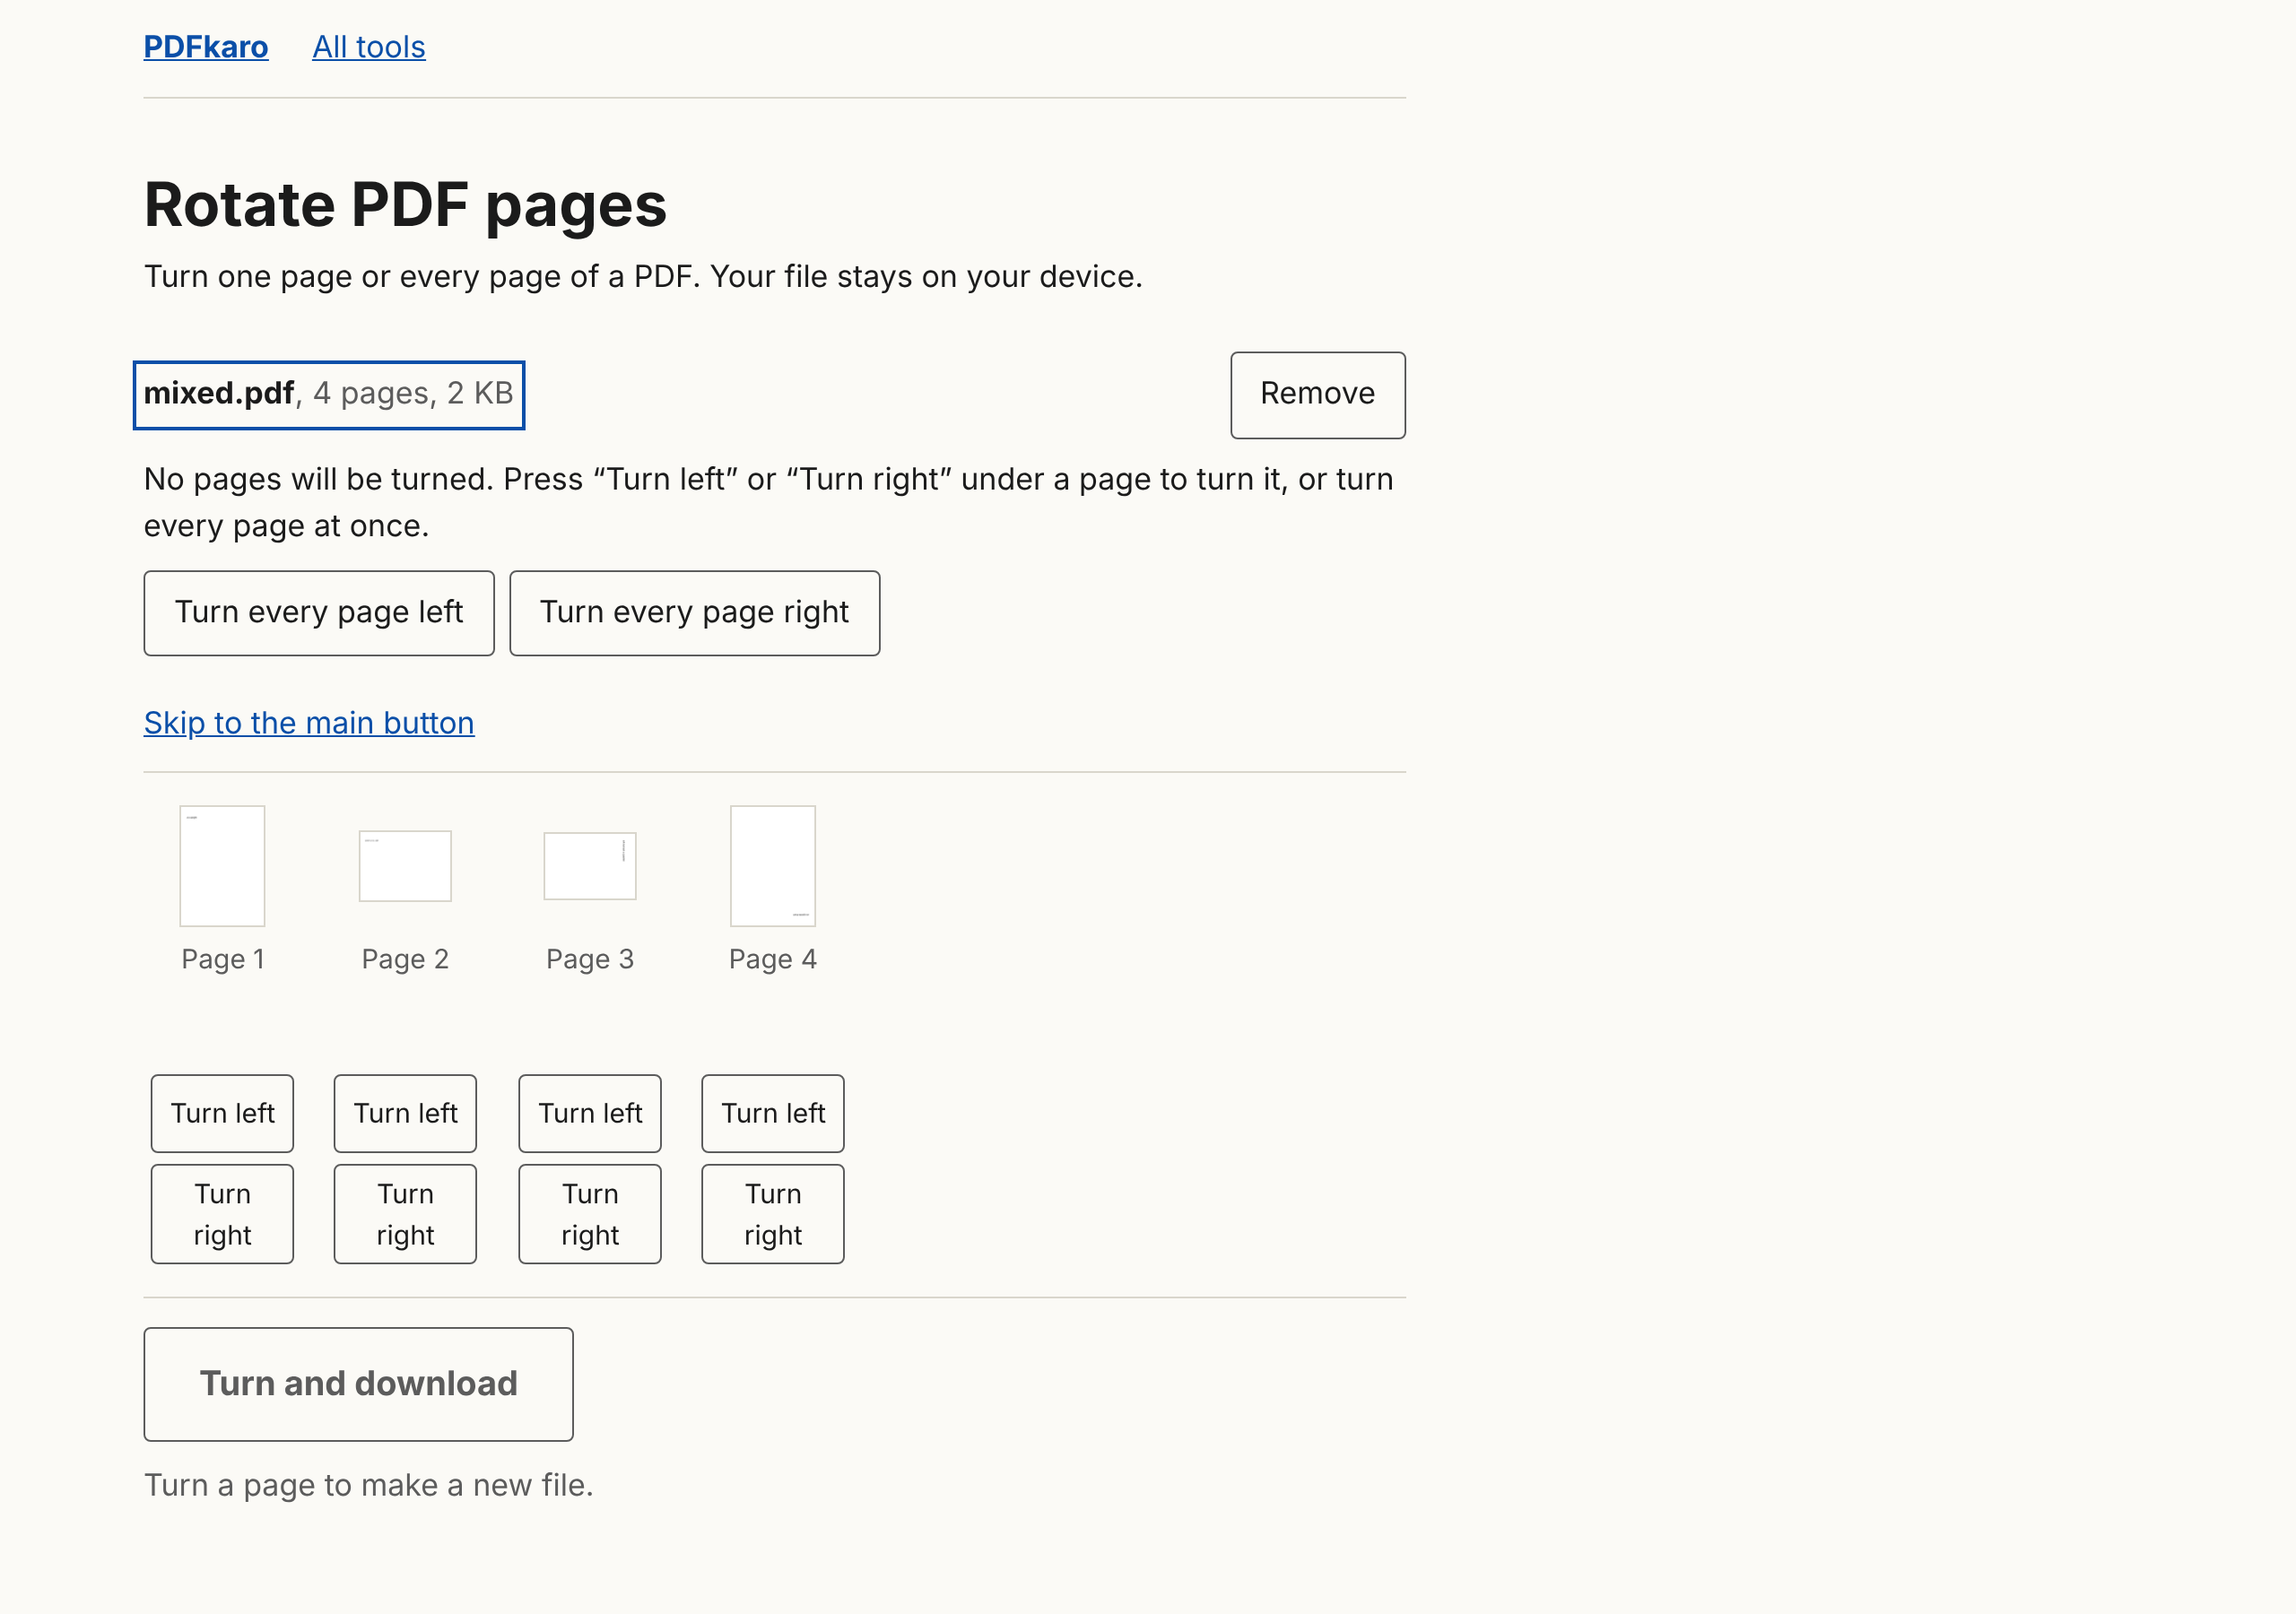 PDFkaro All tools
Rotate PDF pages
Turn one page or every page of a PDF. Your file stays on your device.
mixed.pdf, 4 pages, 2 KB
Remove
No pages will be turned. Press “Turn left” or “Turn right” under a page to turn it, or turn
every page at once.
Turn every page left
Turn every page right
Skip to the main button
Page 1
Page 2
Page 3
Page 4
Turn left
Turn left
Turn left
Turn left
Turn
right
Turn
right
Turn
right
Turn
right
Turn and download
Turn a page to make a new file.